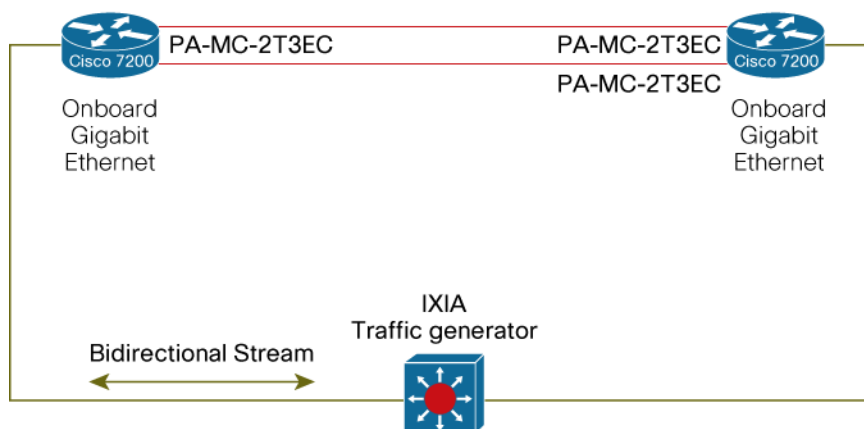 PA-MC-2T3EC
PA-MC-2T3EC
Cisco 7200
Cisco 7200
PA-MC-2T3EC
Onboard
Gigabit
Ethernet
Onboard
Gigabit
Ethernet
IXIA
Traffic generator
Bidirectional Stream